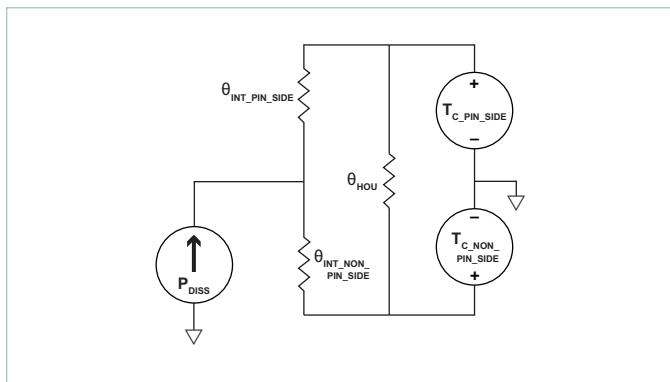 θINT_PIN_SIDE
+
TC_PIN_SIDE
–
θHOU
–
TC_NON_
PIN_SIDE
+
θINT_NON_
PIN_SIDE
PDISS